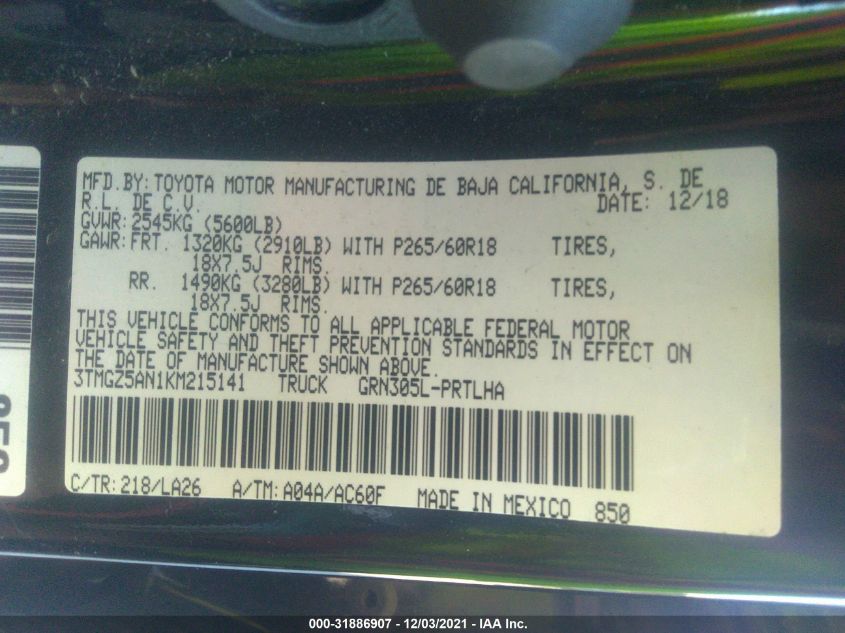 MFD.BY:TOYOTA MOTOR MANUFACTURING DE BAJA CALIFORNIA, S. DE
R.L. DE C.V. DATE: 12/18
GVWR:2545KG (5600LB)
GAWR:FRT. 1320KG (2910LB) WITH P265/60R18 TIRES,
18X7.5J RIMS.
RR. 1490KG (3280LB) WITH P265/60R18 TIRES,
18X7.5J RIMS.
THIS VEHICLE CONFORMS TO ALL APPLICABLE FEDERAL MOTOR
VEHICLE SAFETY AND THEFT PREVENTION STANDARDS IN EFFECT ON
THE DATE OF MANUFACTURE SHOWN ABOVE.
3TMGZ5AN1KM215141 TRUCK GRN305L-PRTLHA
C/TR:218/LA26 A/TM:A04A/AC60F MADE IN MEXICO 850
000-31886907 - 12/03/2021 - IAA Inc.